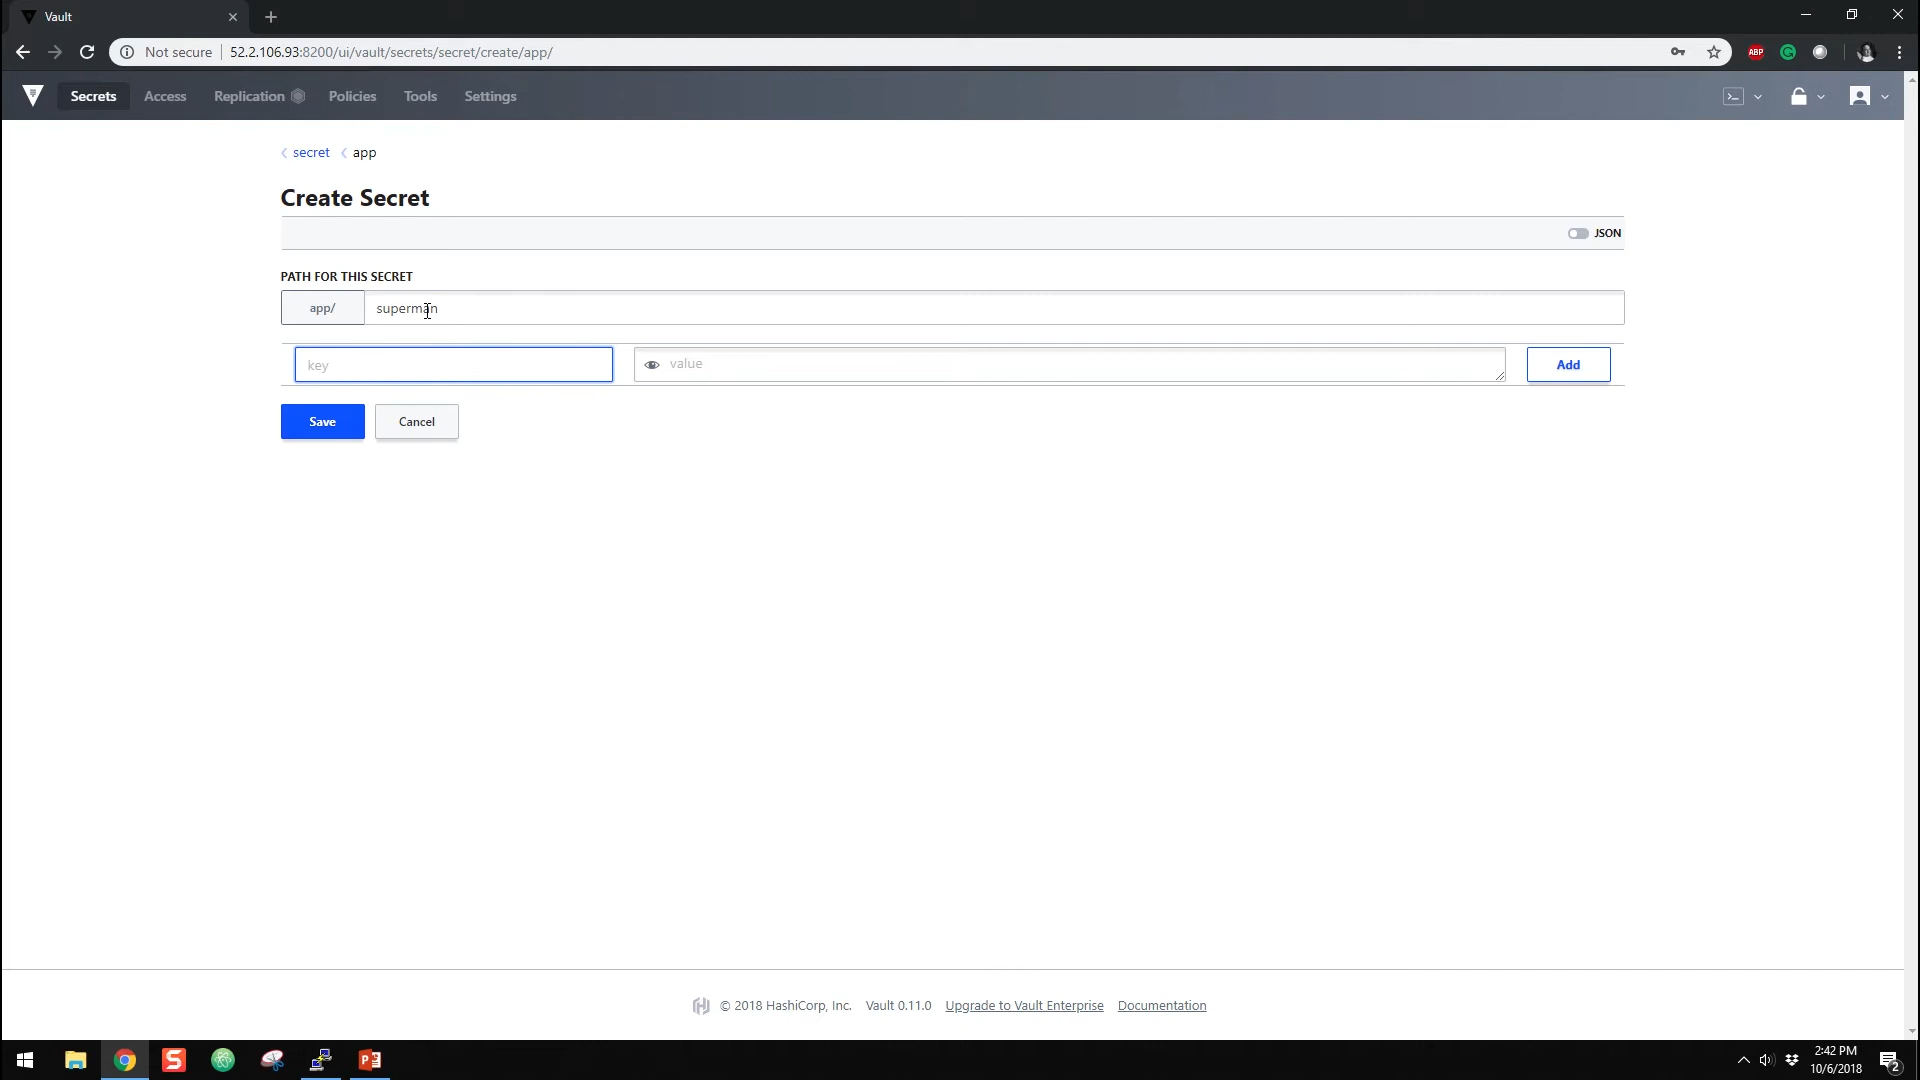 Vault
Not secure 52.2.106.93:8200/ui/vault/secrets/secret/create/app/
ABP
Secrets Access Replication Policies Tools Settings
secret app
Create Secret
JSON
PATH FOR THIS SECRET
app/ superman
key value Add
Save Cancel
© 2018 HashiCorp, Inc. Vault 0.11.0 Upgrade to Vault Enterprise Documentation
2:42 PM
10/6/2018
2